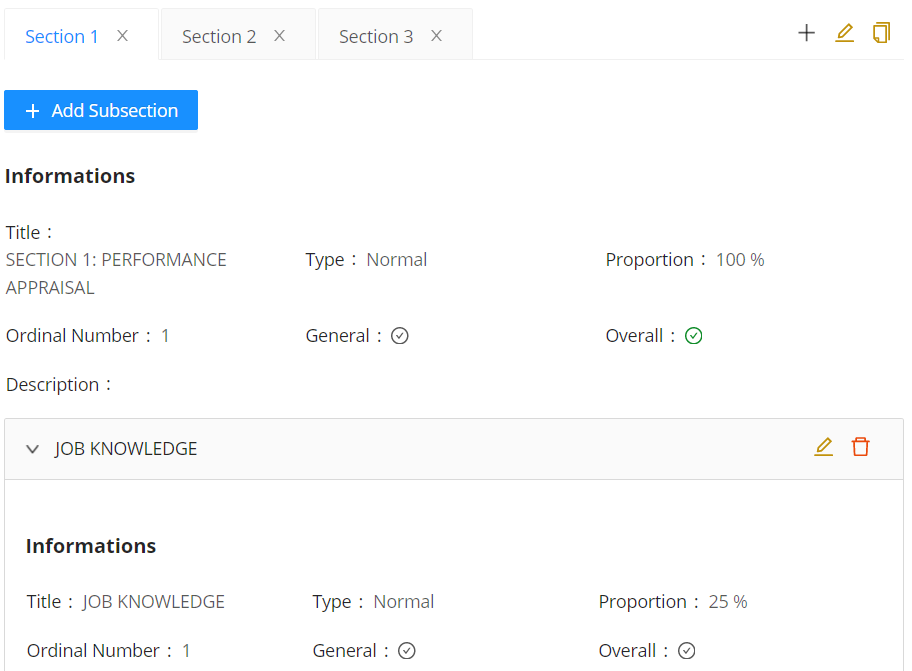 Section 1 Section 2 Section 3
Add Subsection
Informations
Title :
SECTION 1: PERFORMANCE APPRAISAL Type : Normal Proportion : 100 %
Ordinal Number : 1 General : Overall :
Description :
JOB KNOWLEDGE
Informations
Title : JOB KNOWLEDGE Type : Normal Proportion : 25 %
Ordinal Number : 1 General : Overall :